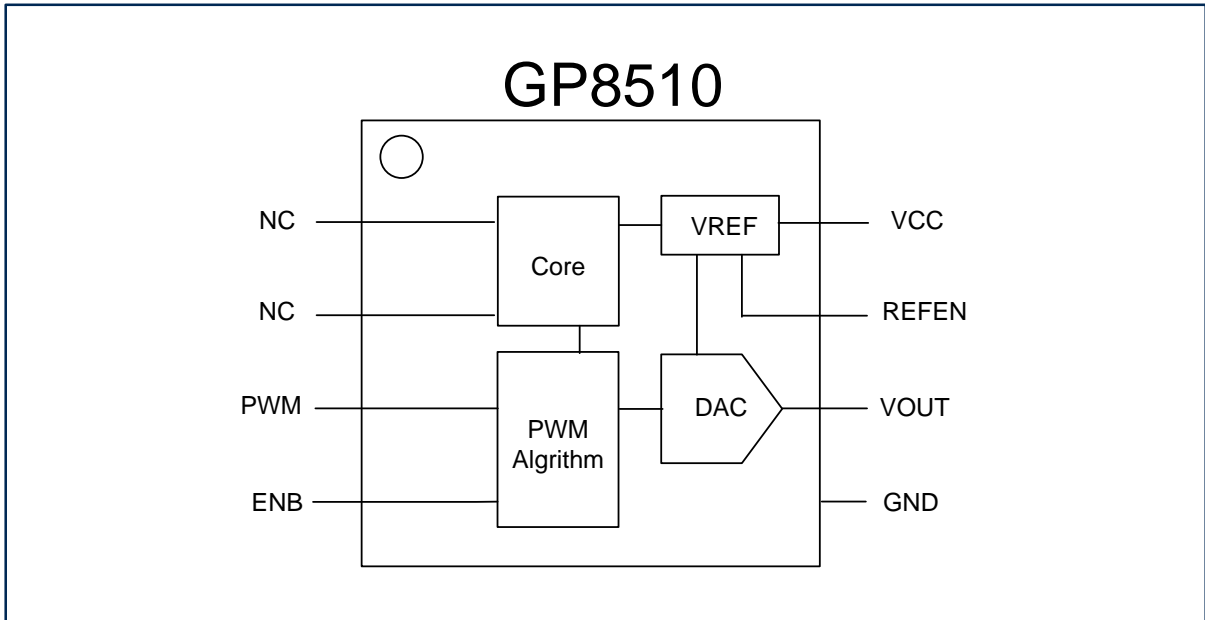 GP8510
NC
Core
VREF
VCC
NC
REFEN
PWM
PWM
Algrithm
DAC
VOUT
ENB
GND